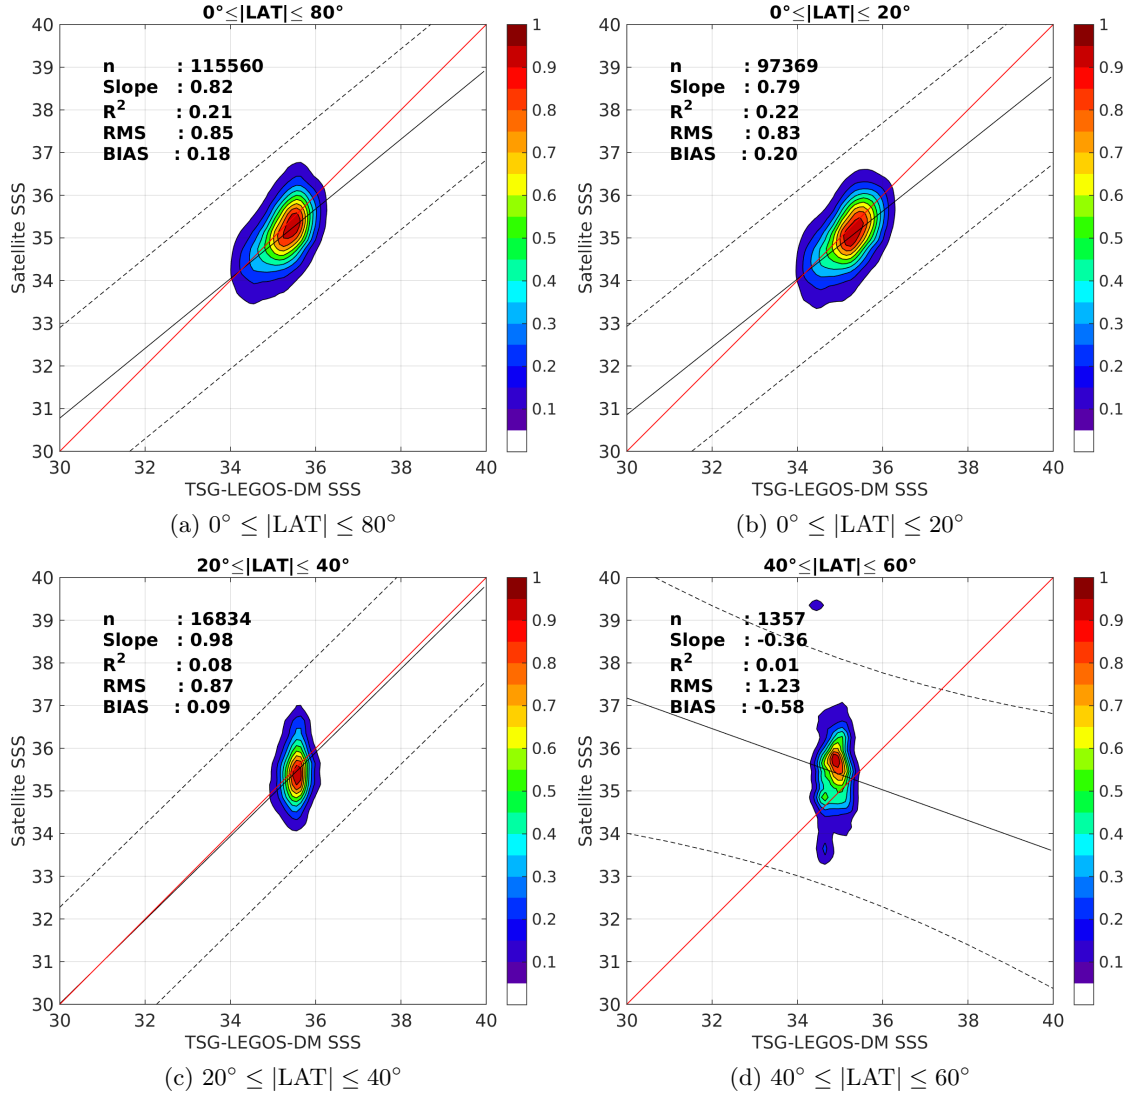 0°≤|LAT|≤ 80°
n : 115560
Slope : 0.82
R² : 0.21
RMS : 0.85
BIAS : 0.18
40
39
38
37
36
35
34
33
32
31
30
Satellite SSS
30 32 34 36 38 40
TSG-LEGOS-DM SSS
1
0.9
0.8
0.7
0.6
0.5
0.4
0.3
0.2
0.1
(a) 0° ≤ |LAT| ≤ 80°
0°≤|LAT|≤ 20°
n : 97369
Slope : 0.79
R² : 0.22
RMS : 0.83
BIAS : 0.20
40
39
38
37
36
35
34
33
32
31
30
Satellite SSS
30 32 34 36 38 40
TSG-LEGOS-DM SSS
1
0.9
0.8
0.7
0.6
0.5
0.4
0.3
0.2
0.1
(b) 0° ≤ |LAT| ≤ 20°
20°≤|LAT|≤ 40°
n : 16834
Slope : 0.98
R² : 0.08
RMS : 0.87
BIAS : 0.09
40
39
38
37
36
35
34
33
32
31
30
Satellite SSS
30 32 34 36 38 40
TSG-LEGOS-DM SSS
1
0.9
0.8
0.7
0.6
0.5
0.4
0.3
0.2
0.1
(c) 20° ≤ |LAT| ≤ 40°
40°≤|LAT|≤ 60°
n : 1357
Slope : -0.36
R² : 0.01
RMS : 1.23
BIAS : -0.58
40
39
38
37
36
35
34
33
32
31
30
Satellite SSS
30 32 34 36 38 40
TSG-LEGOS-DM SSS
1
0.9
0.8
0.7
0.6
0.5
0.4
0.3
0.2
0.1
(d) 40° ≤ |LAT| ≤ 60°